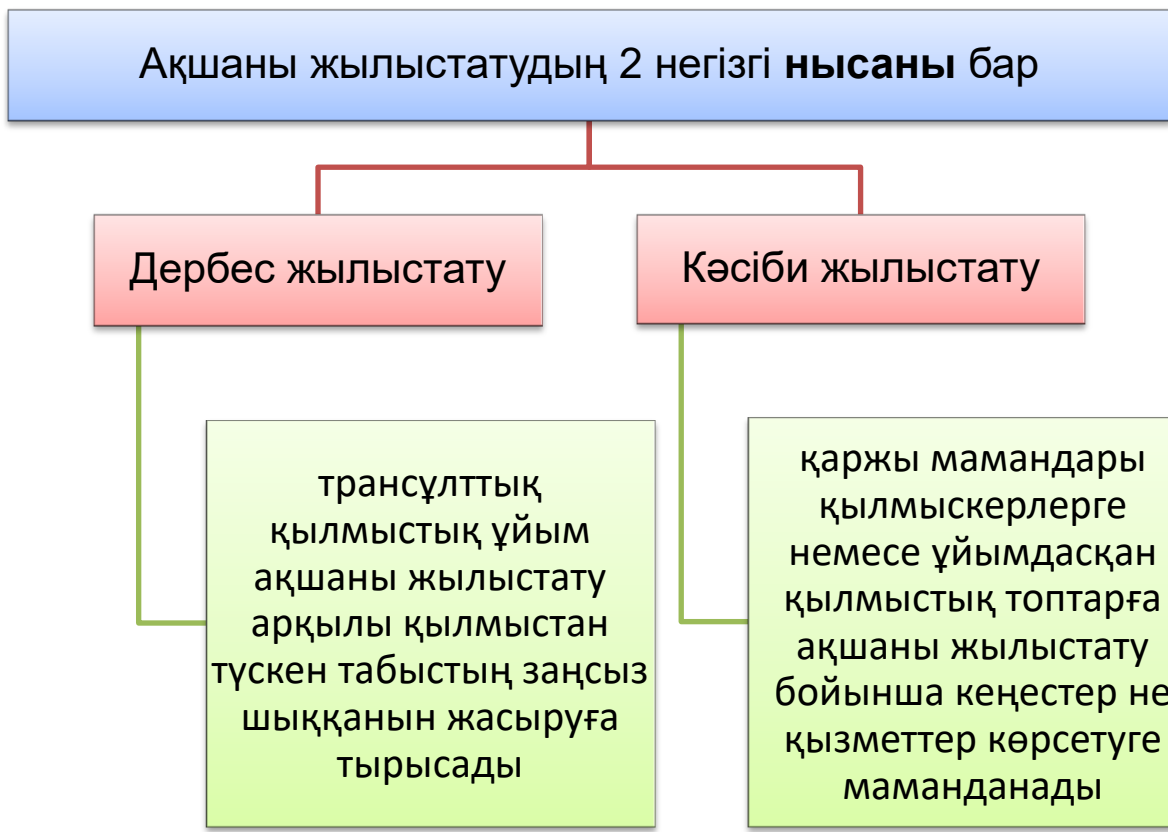 Ақшаны жылыстатудың 2 негізгі нысаны бар
Дербес жылыстату
Кәсіби жылыстату
трансұлттық
қылмыстық ұйым
ақшаны жылыстату
арқылы қылмыстан
түскен табыстың заңсыз
шыққанын жасыруға
тырысады
қаржы мамандары
қылмыскерлерге
немесе ұйымдасқан
қылмыстық топтарға
ақшаны жылыстату
бойынша кеңестер не
қызметтер көрсетуге
маманданады